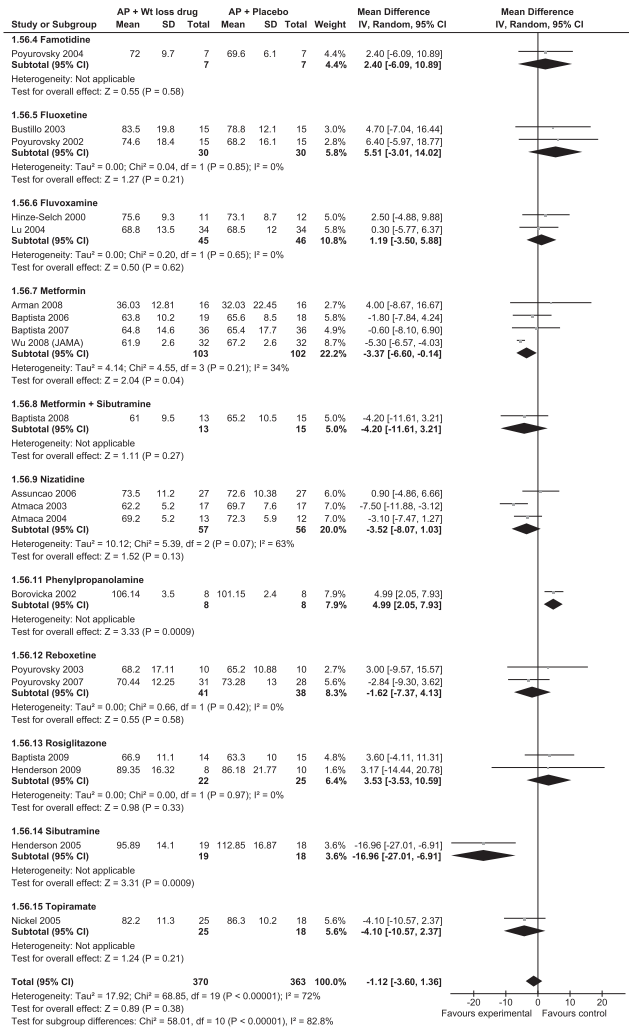 AP + Wt loss drug AP + Placebo Mean Difference Mean Difference
Study or Subgroup Mean SD Total Mean SD Total Weight IV, Random, 95% CI IV, Random, 95% CI
1.56.4 Famotidine
Poyurovsky 2004 72 9.7 7 69.6 6.1 7 4.4% 2.40 [-6.09, 10.89]
Subtotal (95% CI) 7 7 4.4% 2.40 [-6.09, 10.89]
Heterogeneity: Not applicable
Test for overall effect: Z = 0.55 (P = 0.58)
1.56.5 Fluoxetine
Bustillo 2003 83.5 19.8 15 78.8 12.1 15 3.0% 4.70 [-7.04, 16.44]
Poyurovsky 2002 74.6 18.4 15 68.2 16.1 15 2.8% 6.40 [-5.97, 18.77]
Subtotal (95% CI) 30 30 5.8% 5.51 [-3.01, 14.02]
Heterogeneity: Tau² = 0.00; Chi² = 0.04, df = 1 (P = 0.85); I² = 0%
Test for overall effect: Z = 1.27 (P = 0.21)
1.56.6 Fluvoxamine
Hinze-Selch 2000 75.6 9.3 11 73.1 8.7 12 5.0% 2.50 [-4.88, 9.88]
Lu 2004 68.8 13.5 34 68.5 12 34 5.8% 0.30 [-5.77, 6.37]
Subtotal (95% CI) 45 46 10.8% 1.19 [-3.50, 5.88]
Heterogeneity: Tau² = 0.00; Chi² = 0.20, df = 1 (P = 0.65); I² = 0%
Test for overall effect: Z = 0.50 (P = 0.62)
1.56.7 Metformin
Arman 2008 36.03 12.81 16 32.03 22.45 16 2.7% 4.00 [-8.67, 16.67]
Baptista 2006 63.8 10.2 19 65.6 8.5 18 5.4% -1.80 [-7.84, 4.24]
Baptista 2007 64.8 14.6 36 65.4 17.7 36 5.4% -0.60 [-8.10, 6.90]
Wu 2008 (JAMA) 61.9 2.6 32 67.2 2.6 32 8.7% -5.30 [-6.57, -4.03]
Subtotal (95% CI) 103 102 22.2% -3.37 [-6.60, -0.14]
Heterogeneity: Tau² = 4.14; Chi² = 4.55, df = 3 (P = 0.21); I² = 34%
Test for overall effect: Z = 2.04 (P = 0.04)
1.56.8 Metformin + Sibutramine
Baptista 2008 61 9.5 13 65.2 10.5 15 5.0% -4.20 [-11.61, 3.21]
Subtotal (95% CI) 13 15 5.0% -4.20 [-11.61, 3.21]
Heterogeneity: Not applicable
Test for overall effect: Z = 1.11 (P = 0.27)
1.56.9 Nizatidine
Assuncao 2006 73.5 11.2 27 72.6 10.38 27 6.0% 0.90 [-4.86, 6.66]
Atmaca 2003 62.2 5.2 17 69.7 7.6 17 7.0% -7.50 [-11.88, -3.12]
Atmaca 2004 69.2 5.2 13 72.3 5.9 12 7.0% -3.10 [-7.47, 1.27]
Subtotal (95% CI) 57 56 20.0% -3.52 [-8.07, 1.03]
Heterogeneity: Tau² = 10.12; Chi² = 5.39, df = 2 (P = 0.07); I² = 63%
Test for overall effect: Z = 1.52 (P = 0.13)
1.56.11 Phenylpropanolamine
Borovicka 2002 106.14 3.5 8 101.15 2.4 8 7.9% 4.99 [2.05, 7.93]
Subtotal (95% CI) 8 8 7.9% 4.99 [2.05, 7.93]
Heterogeneity: Not applicable
Test for overall effect: Z = 3.33 (P = 0.0009)
1.56.12 Reboxetine
Poyurovsky 2003 68.2 17.11 10 65.2 10.88 10 2.7% 3.00 [-9.57, 15.57]
Poyurovsky 2007 70.44 12.25 31 73.28 13 28 5.6% -2.84 [-9.30, 3.62]
Subtotal (95% CI) 41 38 8.3% -1.62 [-7.37, 4.13]
Heterogeneity: Tau² = 0.00; Chi² = 0.66, df = 1 (P = 0.42); I² = 0%
Test for overall effect: Z = 0.55 (P = 0.58)
1.56.13 Rosiglitazone
Baptista 2009 66.9 11.1 14 63.3 10 15 4.8% 3.60 [-4.11, 11.31]
Henderson 2009 89.35 16.32 8 86.18 21.77 10 1.6% 3.17 [-14.44, 20.78]
Subtotal (95% CI) 22 25 6.4% 3.53 [-3.53, 10.59]
Heterogeneity: Tau² = 0.00; Chi² = 0.00, df = 1 (P = 0.97); I² = 0%
Test for overall effect: Z = 0.98 (P = 0.33)
1.56.14 Sibutramine
Henderson 2005 95.89 14.1 19 112.85 16.87 18 3.6% -16.96 [-27.01, -6.91]
Subtotal (95% CI) 19 18 3.6% -16.96 [-27.01, -6.91]
Heterogeneity: Not applicable
Test for overall effect: Z = 3.31 (P = 0.0009)
1.56.15 Topiramate
Nickel 2005 82.2 11.3 25 86.3 10.2 18 5.6% -4.10 [-10.57, 2.37]
Subtotal (95% CI) 25 18 5.6% -4.10 [-10.57, 2.37]
Heterogeneity: Not applicable
Test for overall effect: Z = 1.24 (P = 0.21)
Total (95% CI) 370 363 100.0% -1.12 [-3.60, 1.36]
Heterogeneity: Tau² = 17.92; Chi² = 68.85, df = 19 (P < 0.00001); I² = 72%
Test for overall effect: Z = 0.89 (P = 0.38)
Test for subgroup differences: Chi² = 58.01, df = 10 (P < 0.00001), I² = 82.8%
-20 -10 0 10 20
Favours experimental Favours control